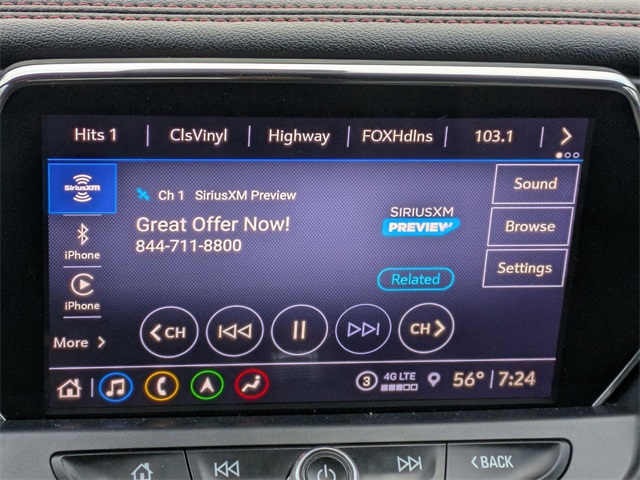 Hits 1 | ClsVinyl | Highway | FOXHdlns | 103.1 |
SiriusXM
Ch 1 SiriusXM Preview
Great Offer Now!
844-711-8800
SIRIUSXM
PREVIEW
Related
Sound
Browse
Settings
iPhone
iPhone
More >
<CH
CH>
3 4G LTE 56° | 7:24
<BACK